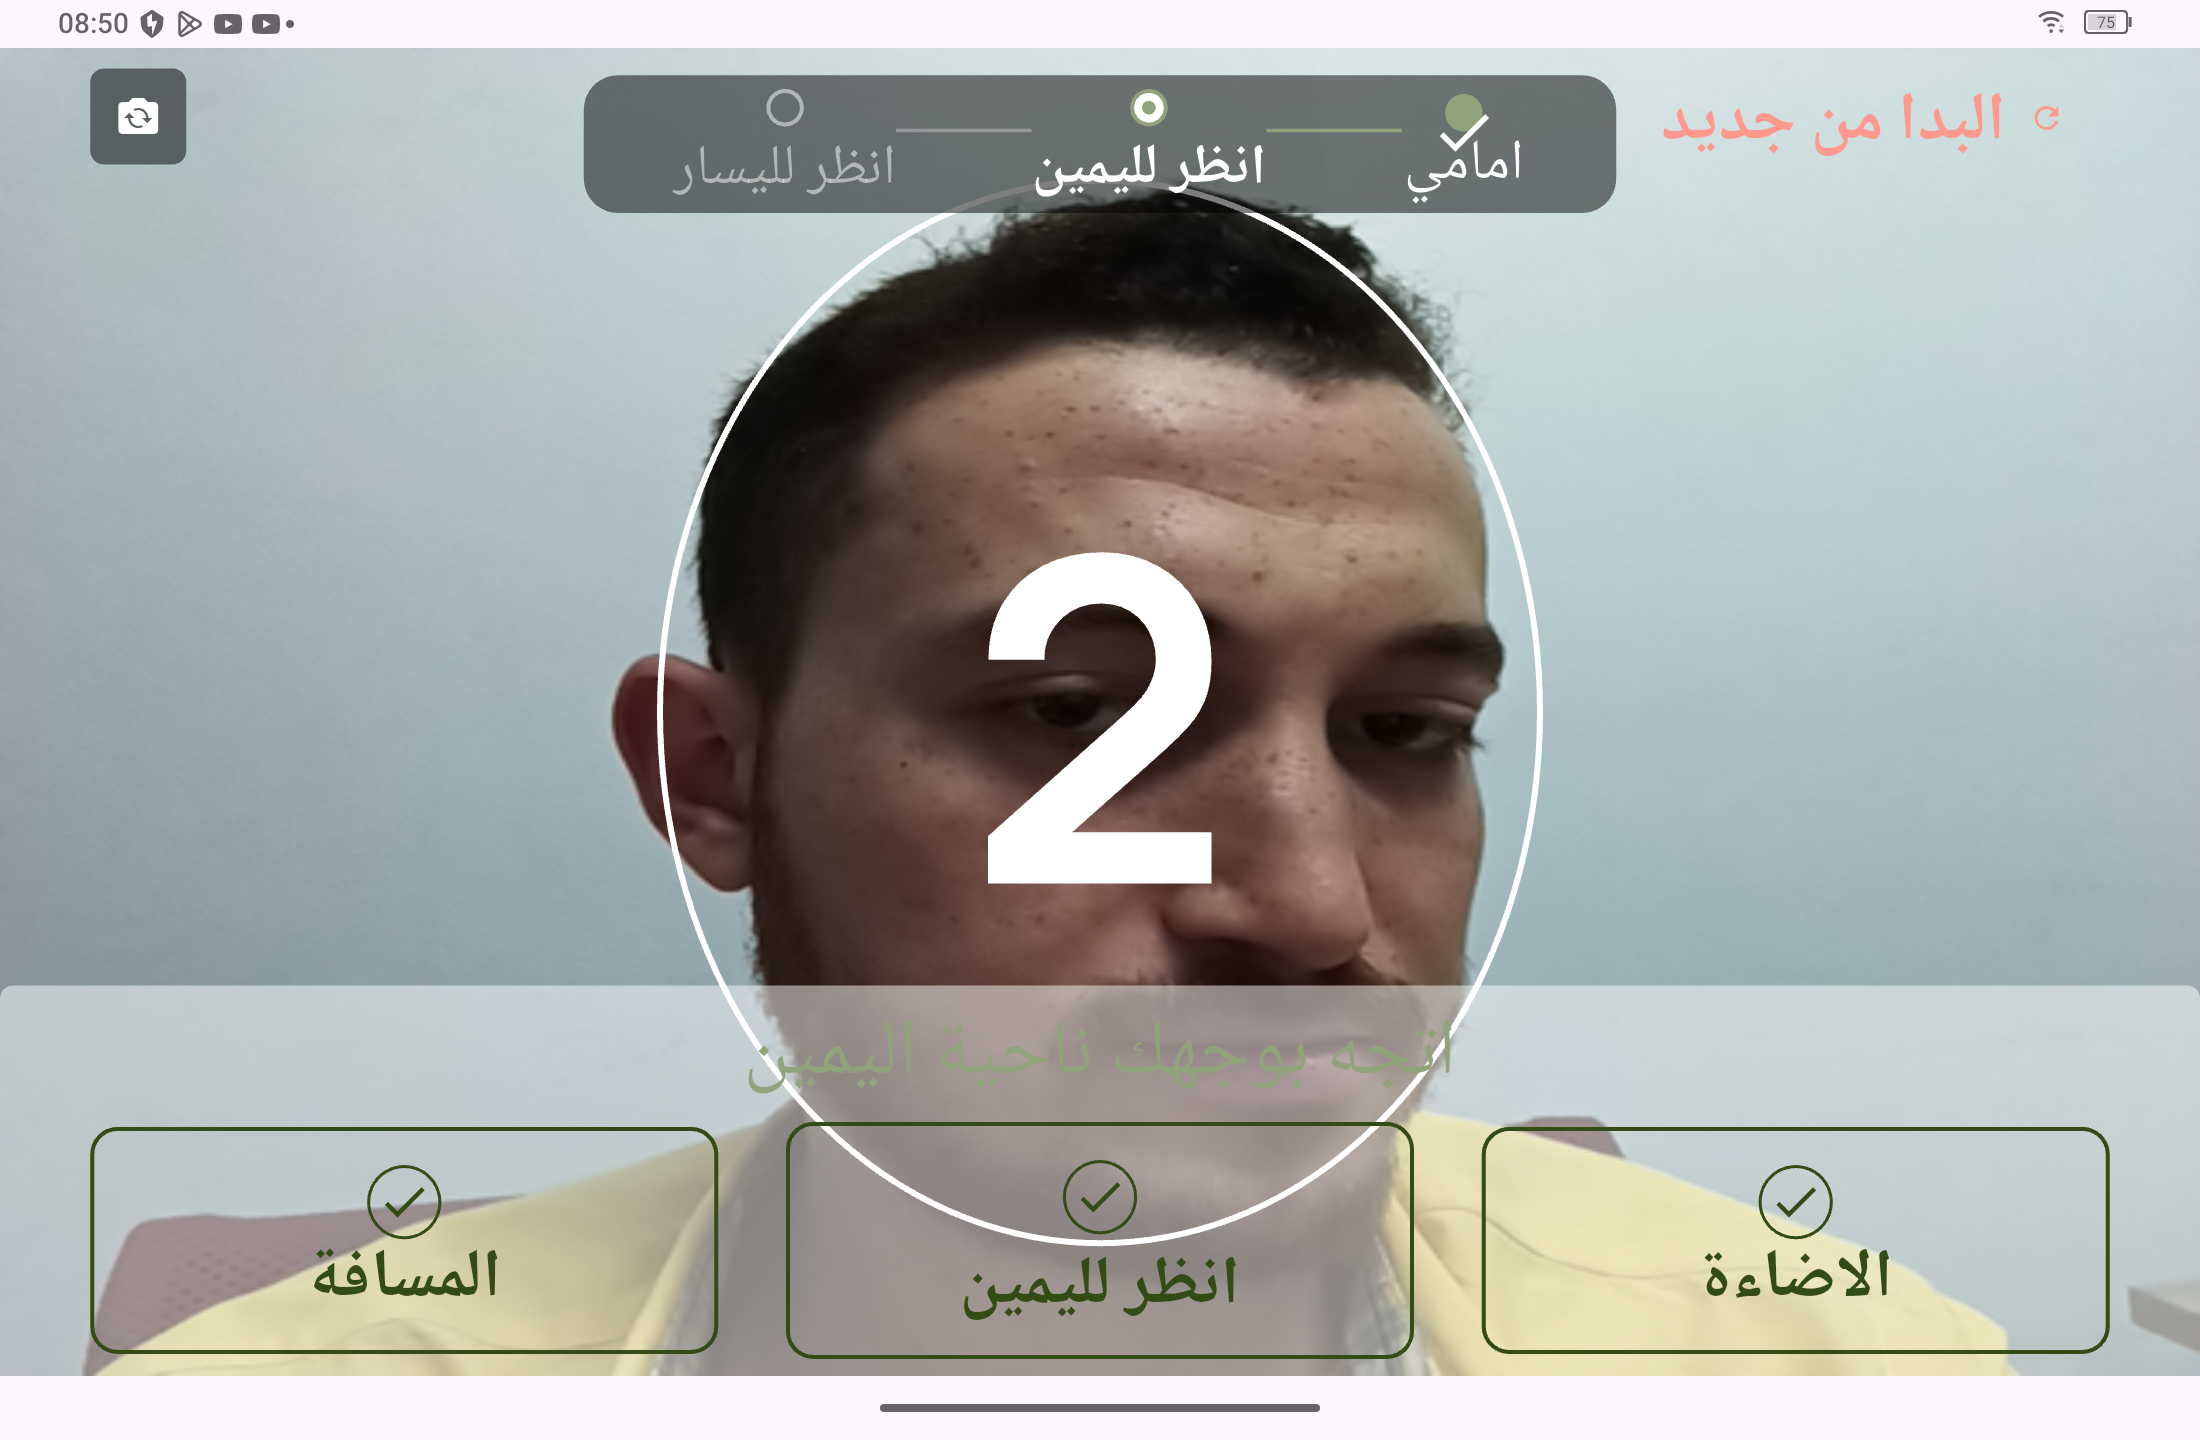 08:50
75
البدا من جديد
امامي
انظر لليمين
انظر لليسار
2
اتجه بوجهك ناحية اليمين
الاضاءة
انظر لليمين
المسافة